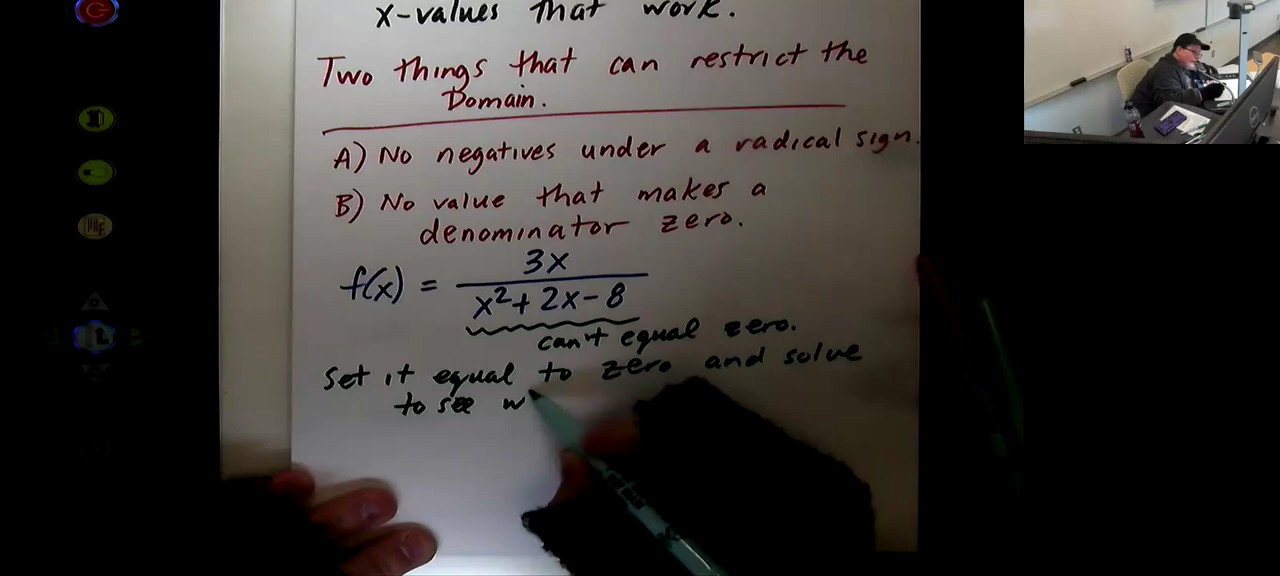 x-values that work.
Two things that can restrict the
Domain.
A) No negatives under a radical sign.
B) No value that makes a
denominator zero.
f(x) = 3x / x² + 2x - 8
can't equal zero.
Set it equal to zero and solve
to see w